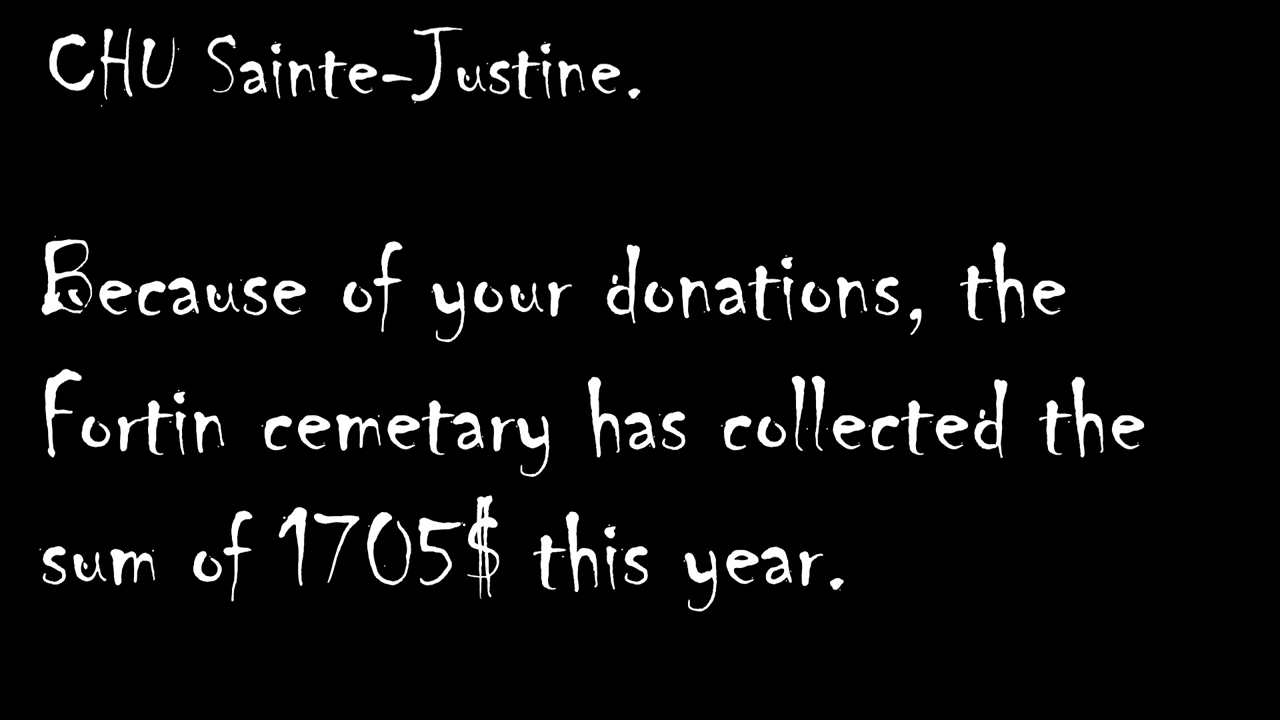 CHU Sainte-Justine.
Because of your donations, the
Fortin cemetary has collected the
sum of 1705$ this year.